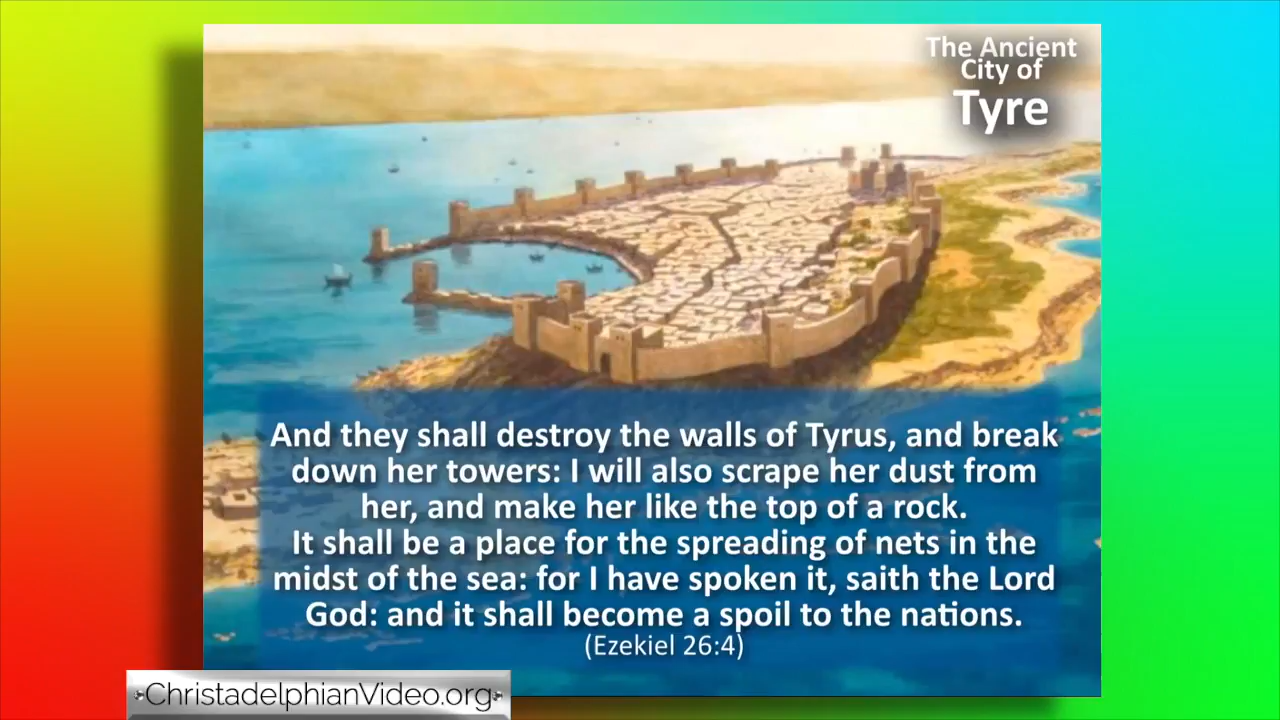 The Ancient
City of
Tyre
And they shall destroy the walls of Tyrus, and break
down her towers: I will also scrape her dust from
her, and make her like the top of a rock.
It shall be a place for the spreading of nets in the
midst of the sea: for I have spoken it, saith the Lord
God: and it shall become a spoil to the nations.
(Ezekiel 26:4)
ChristadelphianVideo.org